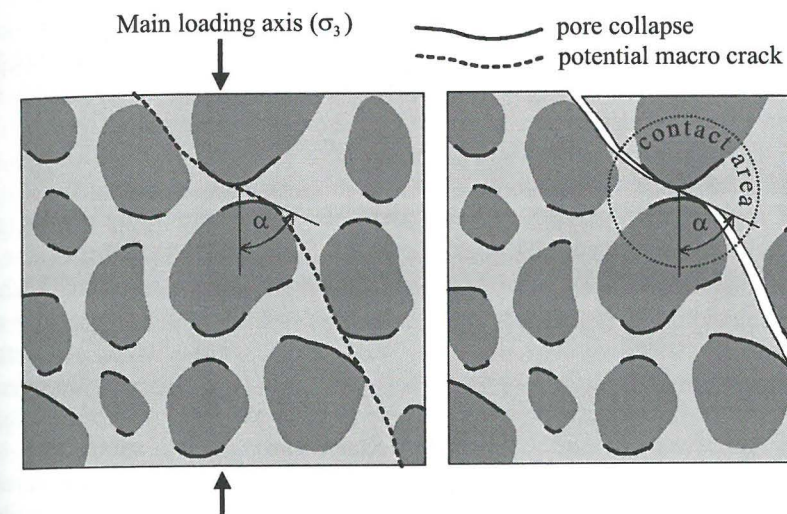 Main loading axis (σ₃)
pore collapse
potential macro crack
α
contact area
α